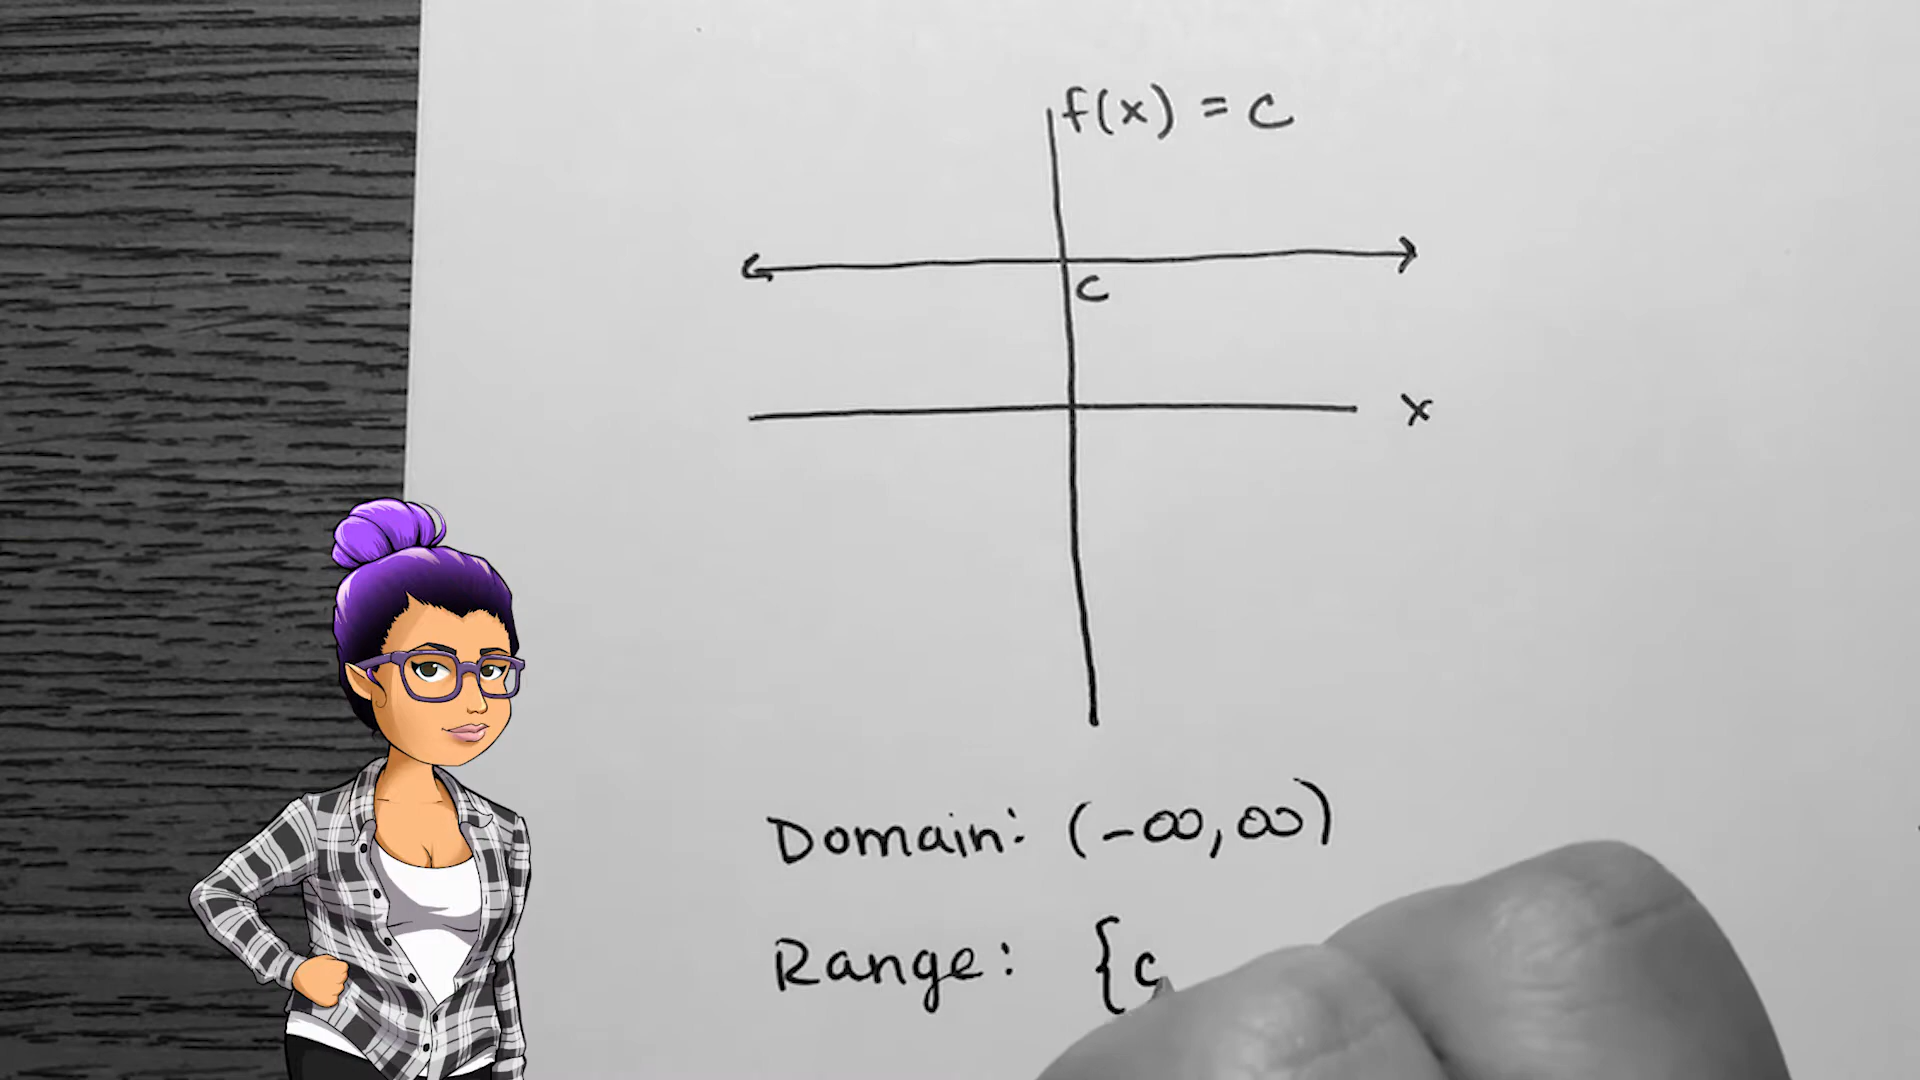 f(x) = c
c
x
Domain: (-∞, ∞)
Range: {c